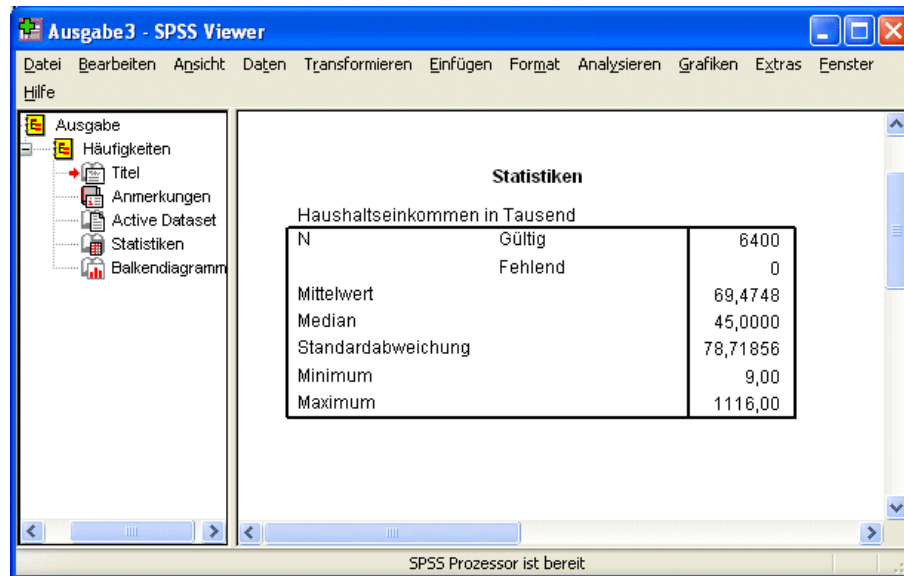 Ausgabe3 - SPSS Viewer
Datei Bearbeiten Ansicht Daten Transformieren Einfügen Format Analysieren Grafiken Extras Fenster
Hilfe
Ausgabe
Häufigkeiten
Titel
Anmerkungen
Active Dataset
Statistiken
Balkendiagramm
Statistiken
Haushaltseinkommen in Tausend
N Gültig 6400
Fehlend 0
Mittelwert 69,4748
Median 45,0000
Standardabweichung 78,71856
Minimum 9,00
Maximum 1116,00
SPSS Prozessor ist bereit